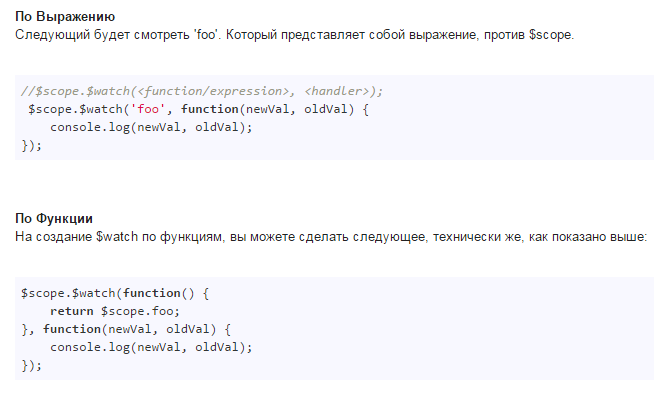 По Выражению
Следующий будет смотреть 'foo'. Который представляет собой выражение, против $scope.
//$scope.$watch(<function/expression>, <handler>);
$scope.$watch('foo', function(newVal, oldVal) {
console.log(newVal, oldVal);
});
По Функции
На создание $watch по функциям, вы можете сделать следующее, технически же, как показано выше:
$scope.$watch(function() {
return $scope.foo;
}, function(newVal, oldVal) {
console.log(newVal, oldVal);
});